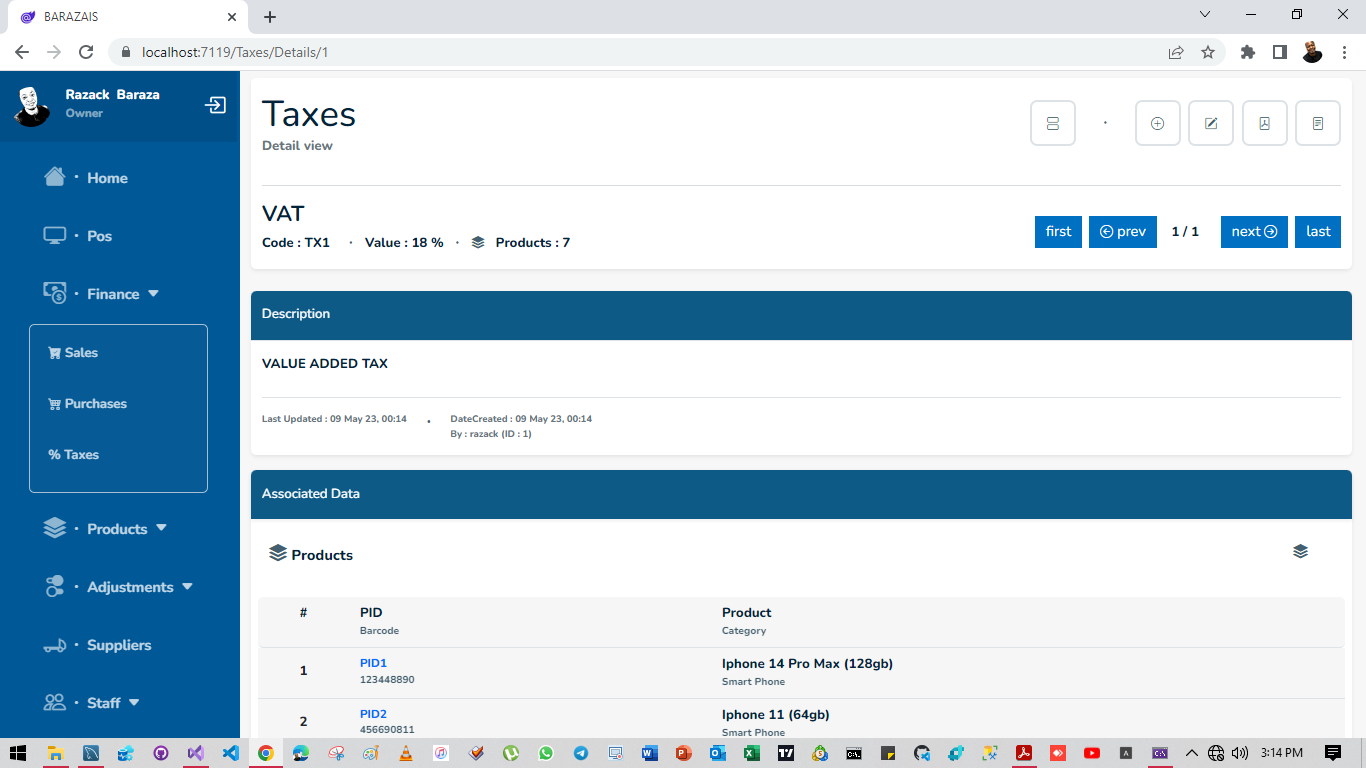 BARAZAIS
localhost:7119/Taxes/Details/1
Razack Baraza
Owner
Home
Pos
Finance
Sales
Purchases
% Taxes
Products
Adjustments
Suppliers
Staff
Taxes
Detail view
VAT
Code : TX1 · Value : 18 % · Products : 7
first prev 1 / 1 next last
Description
VALUE ADDED TAX
Last Updated : 09 May 23, 00:14 · DateCreated : 09 May 23, 00:14
By : razack (ID : 1)
Associated Data
Products
# PID Product
Barcode Category
1 PID1 Iphone 14 Pro Max (128gb)
123448890 Smart Phone
2 PID2 Iphone 11 (64gb)
456690811 Smart Phone
3:14 PM